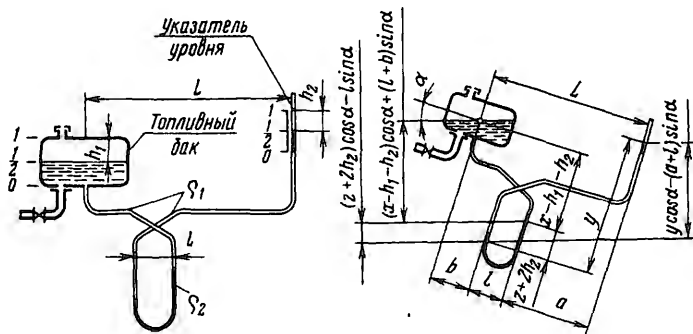 Указатель
уровня
L
h₂
1
1/2
0
Топливный
бак
h₁
1
1/2
0
ρ₁
l
ρ₂
(z+2h₂)cosα-lsinα
(x-h₁-h₂)cosα+(l+b)sinα
α
L
x-h₁-h₂
y
z+2h₂
b
l
a
ycosα-(a+l)sinα